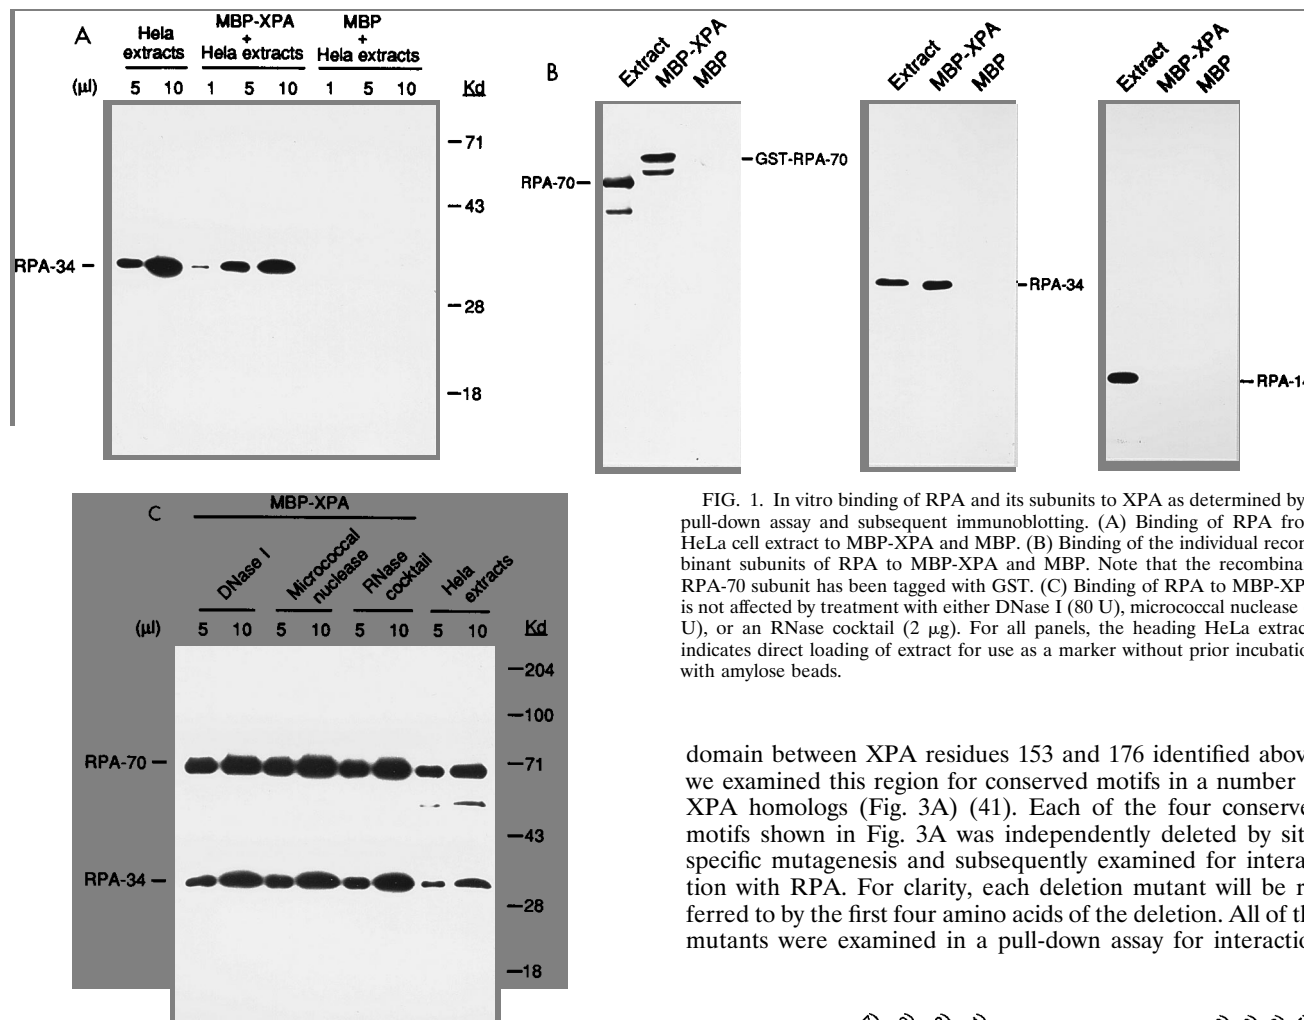 A
Hela
extracts
MBP-XPA
+
Hela extracts
MBP
+
Hela extracts
(μl) 5 10 1 5 10 1 5 10 Kd
71
43
RPA-34
28
18
B
Extract MBP-XPA MBP
RPA-70
GST-RPA-70
Extract MBP-XPA MBP
RPA-34
Extract MBP-XPA MBP
RPA-14
C
MBP-XPA
DNase I
Micrococcal
nuclease
RNase
cocktail
Hela
extracts
(μl) 5 10 5 10 5 10 5 10 Kd
204
100
RPA-70
71
43
RPA-34
28
18
FIG. 1. In vitro binding of RPA and its subunits to XPA as determined by
pull-down assay and subsequent immunoblotting. (A) Binding of RPA fro
HeLa cell extract to MBP-XPA and MBP. (B) Binding of the individual recom
binant subunits of RPA to MBP-XPA and MBP. Note that the recombina
RPA-70 subunit has been tagged with GST. (C) Binding of RPA to MBP-XP
is not affected by treatment with either DNase I (80 U), micrococcal nuclease
U), or an RNase cocktail (2 μg). For all panels, the heading HeLa extrac
indicates direct loading of extract for use as a marker without prior incubatio
with amylose beads.
domain between XPA residues 153 and 176 identified abov
we examined this region for conserved motifs in a number
XPA homologs (Fig. 3A) (41). Each of the four conserve
motifs shown in Fig. 3A was independently deleted by sit
specific mutagenesis and subsequently examined for intera
tion with RPA. For clarity, each deletion mutant will be r
ferred to by the first four amino acids of the deletion. All of th
mutants were examined in a pull-down assay for interactio